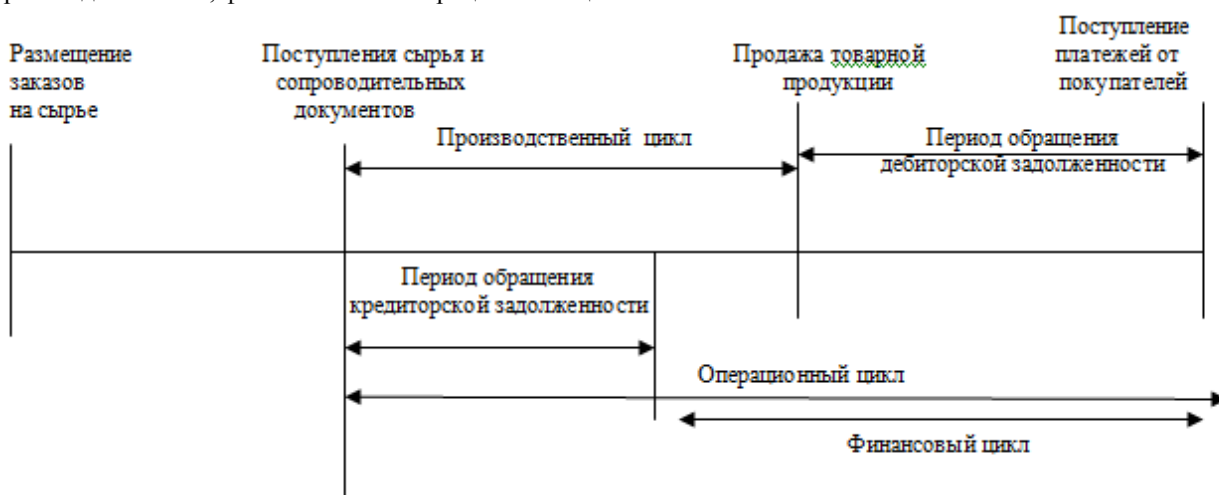 Размещение
заказов
на сырье
Поступления сырья и
сопроводительных
документов
Продажа товарной
продукции
Поступление
платежей от
покупателей
Производственный цикл
Период обращения
дебиторской задолженности
Период обращения
кредиторской задолженности
Операционный цикл
Финансовый цикл